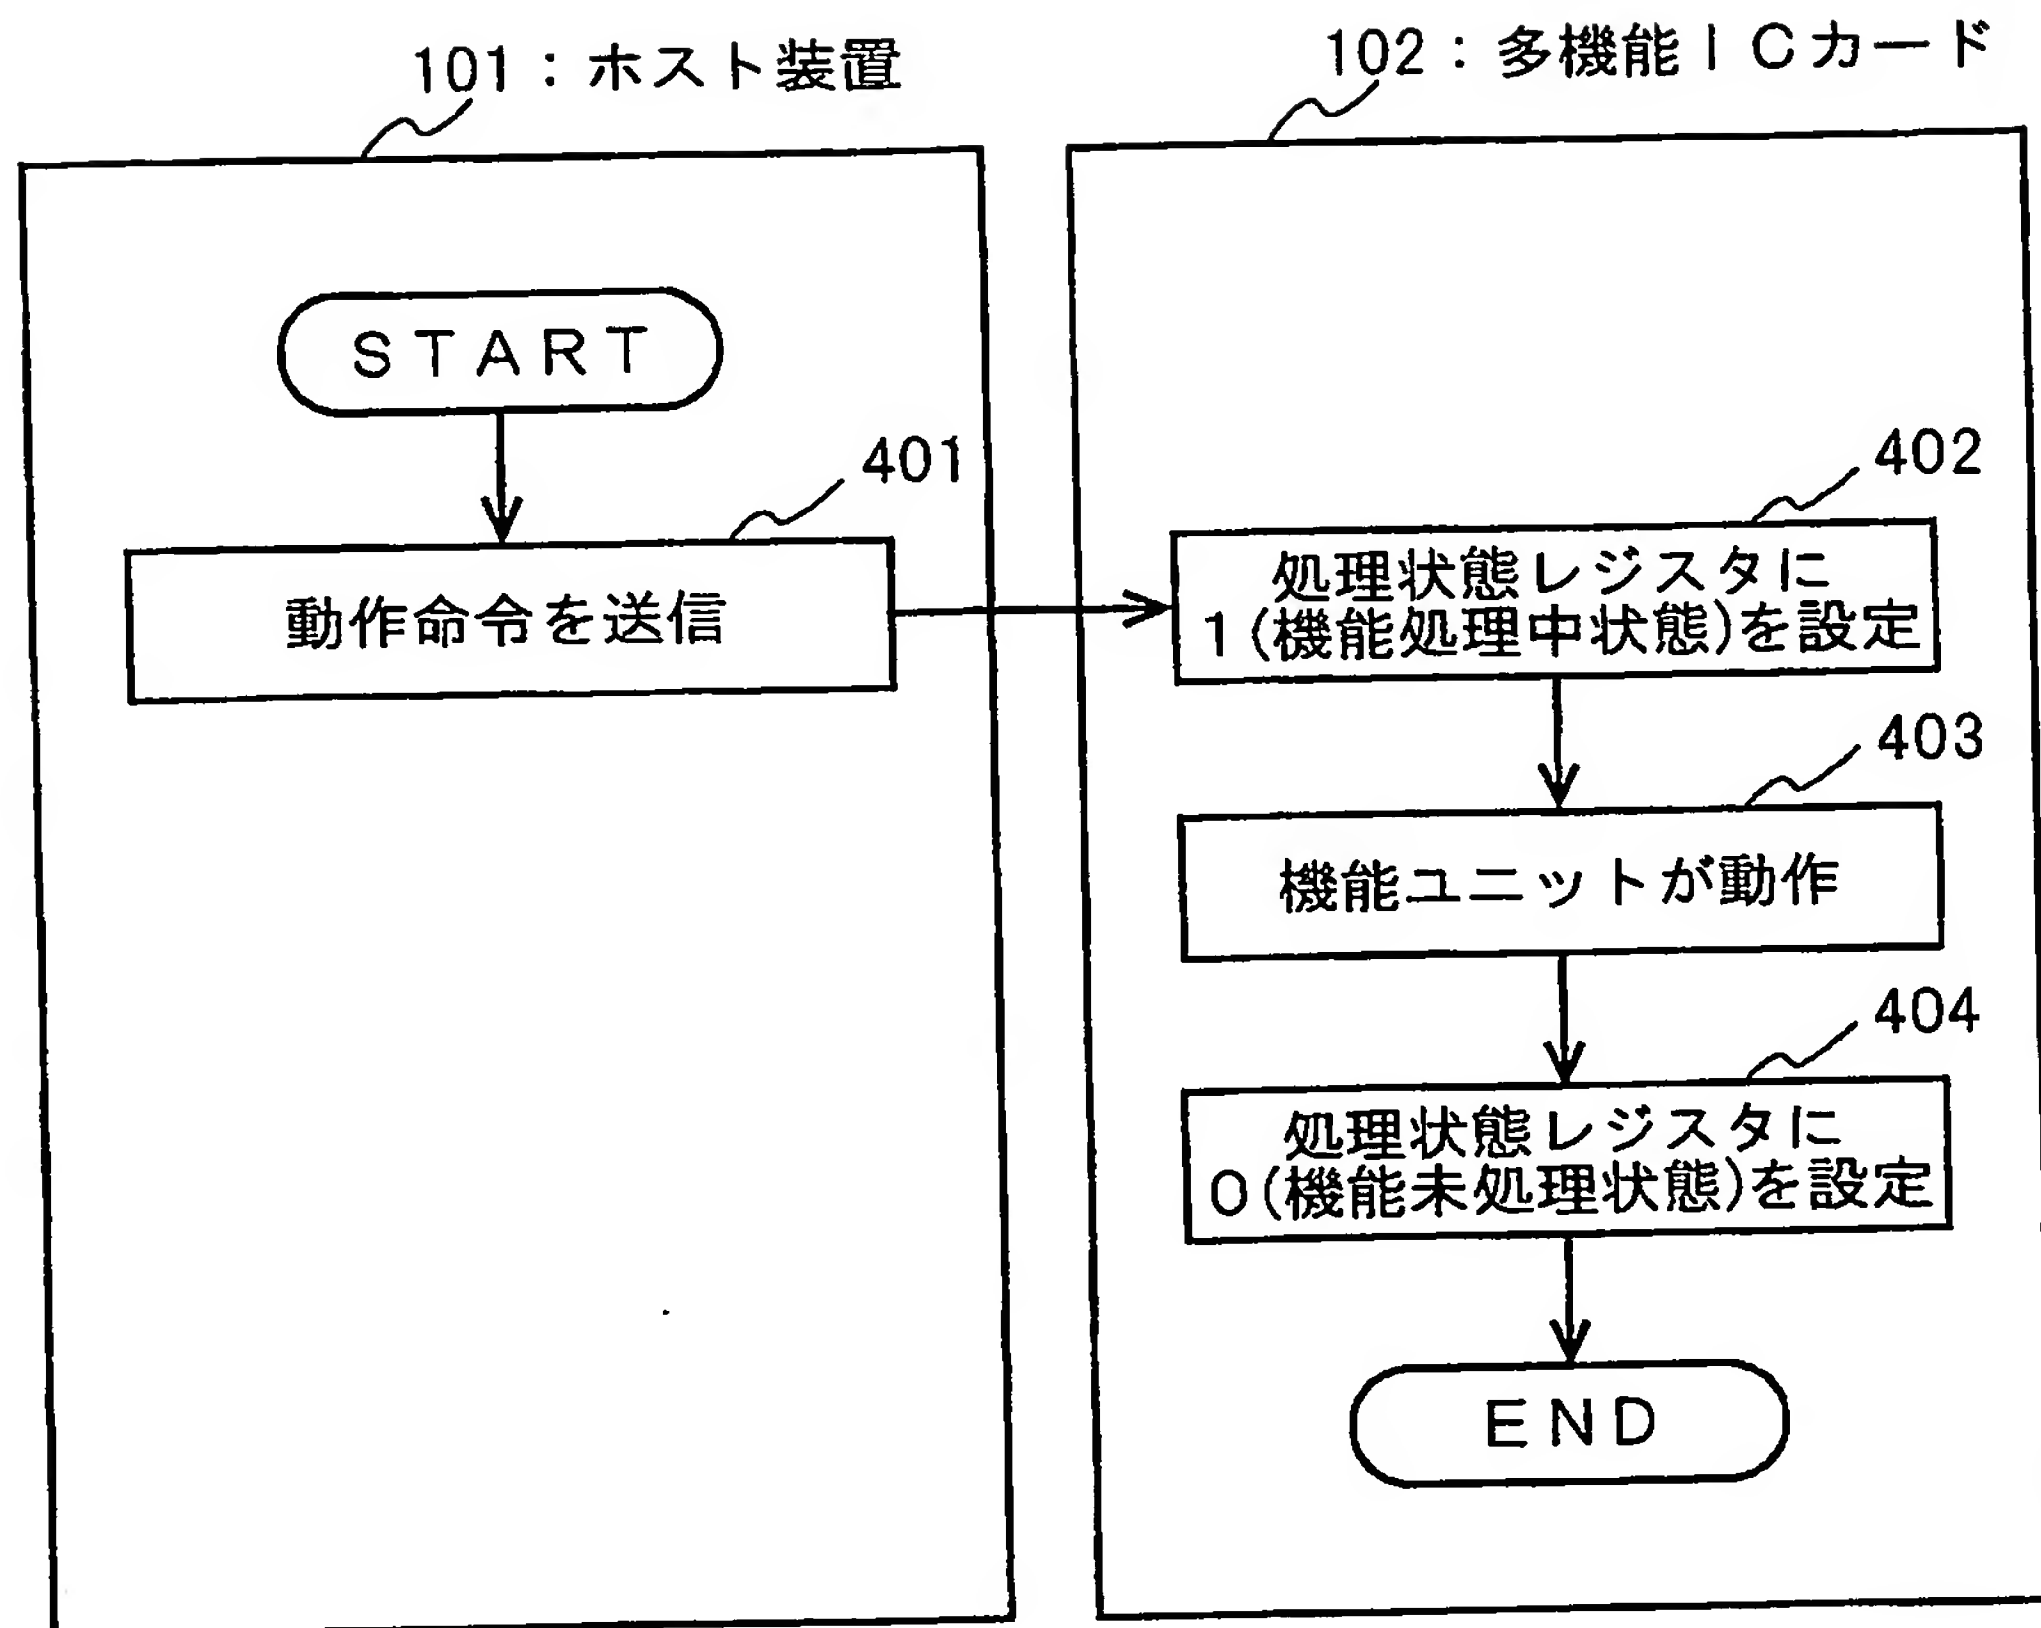 101：ホスト装置
102：多機能ＩＣカード
ＳＴＡＲＴ
401
動作命令を送信
402
処理状態レジスタに
1(機能処理中状態)を設定
403
機能ユニットが動作
404
処理状態レジスタに
0(機能未処理状態)を設定
ＥＮＤ